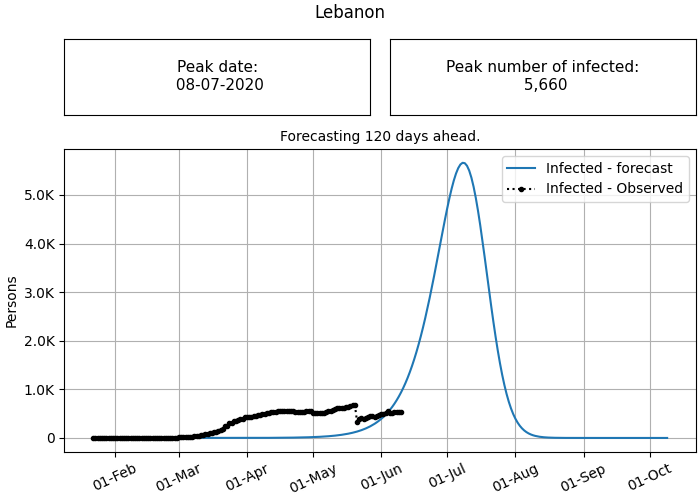 Lebanon
Peak date:
08-07-2020
Peak number of infected:
5,660
Forecasting 120 days ahead.
Infected - forecast
Infected - Observed
5.0K
4.0K
3.0K
2.0K
1.0K
0
Persons
01-Feb
01-Mar
01-Apr
01-May
01-Jun
01-Jul
01-Aug
01-Sep
01-Oct